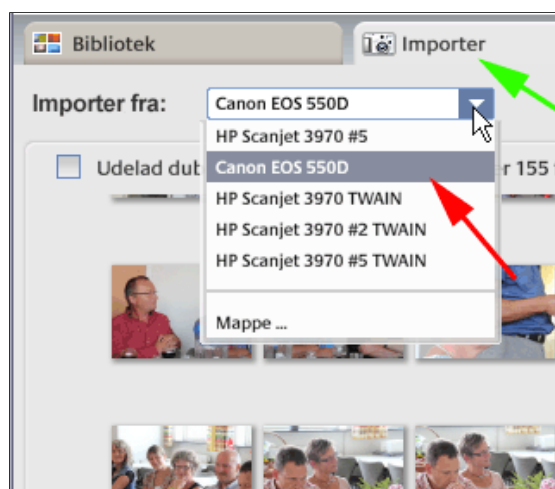 Bibliotek
Importer
Importer fra:
Canon EOS 550D
HP Scanjet 3970 #5
Udelad
Canon EOS 550D
155
HP Scanjet 3970 TWAIN
HP Scanjet 3970 #2 TWAIN
HP Scanjet 3970 #5 TWAIN
Mappe ...